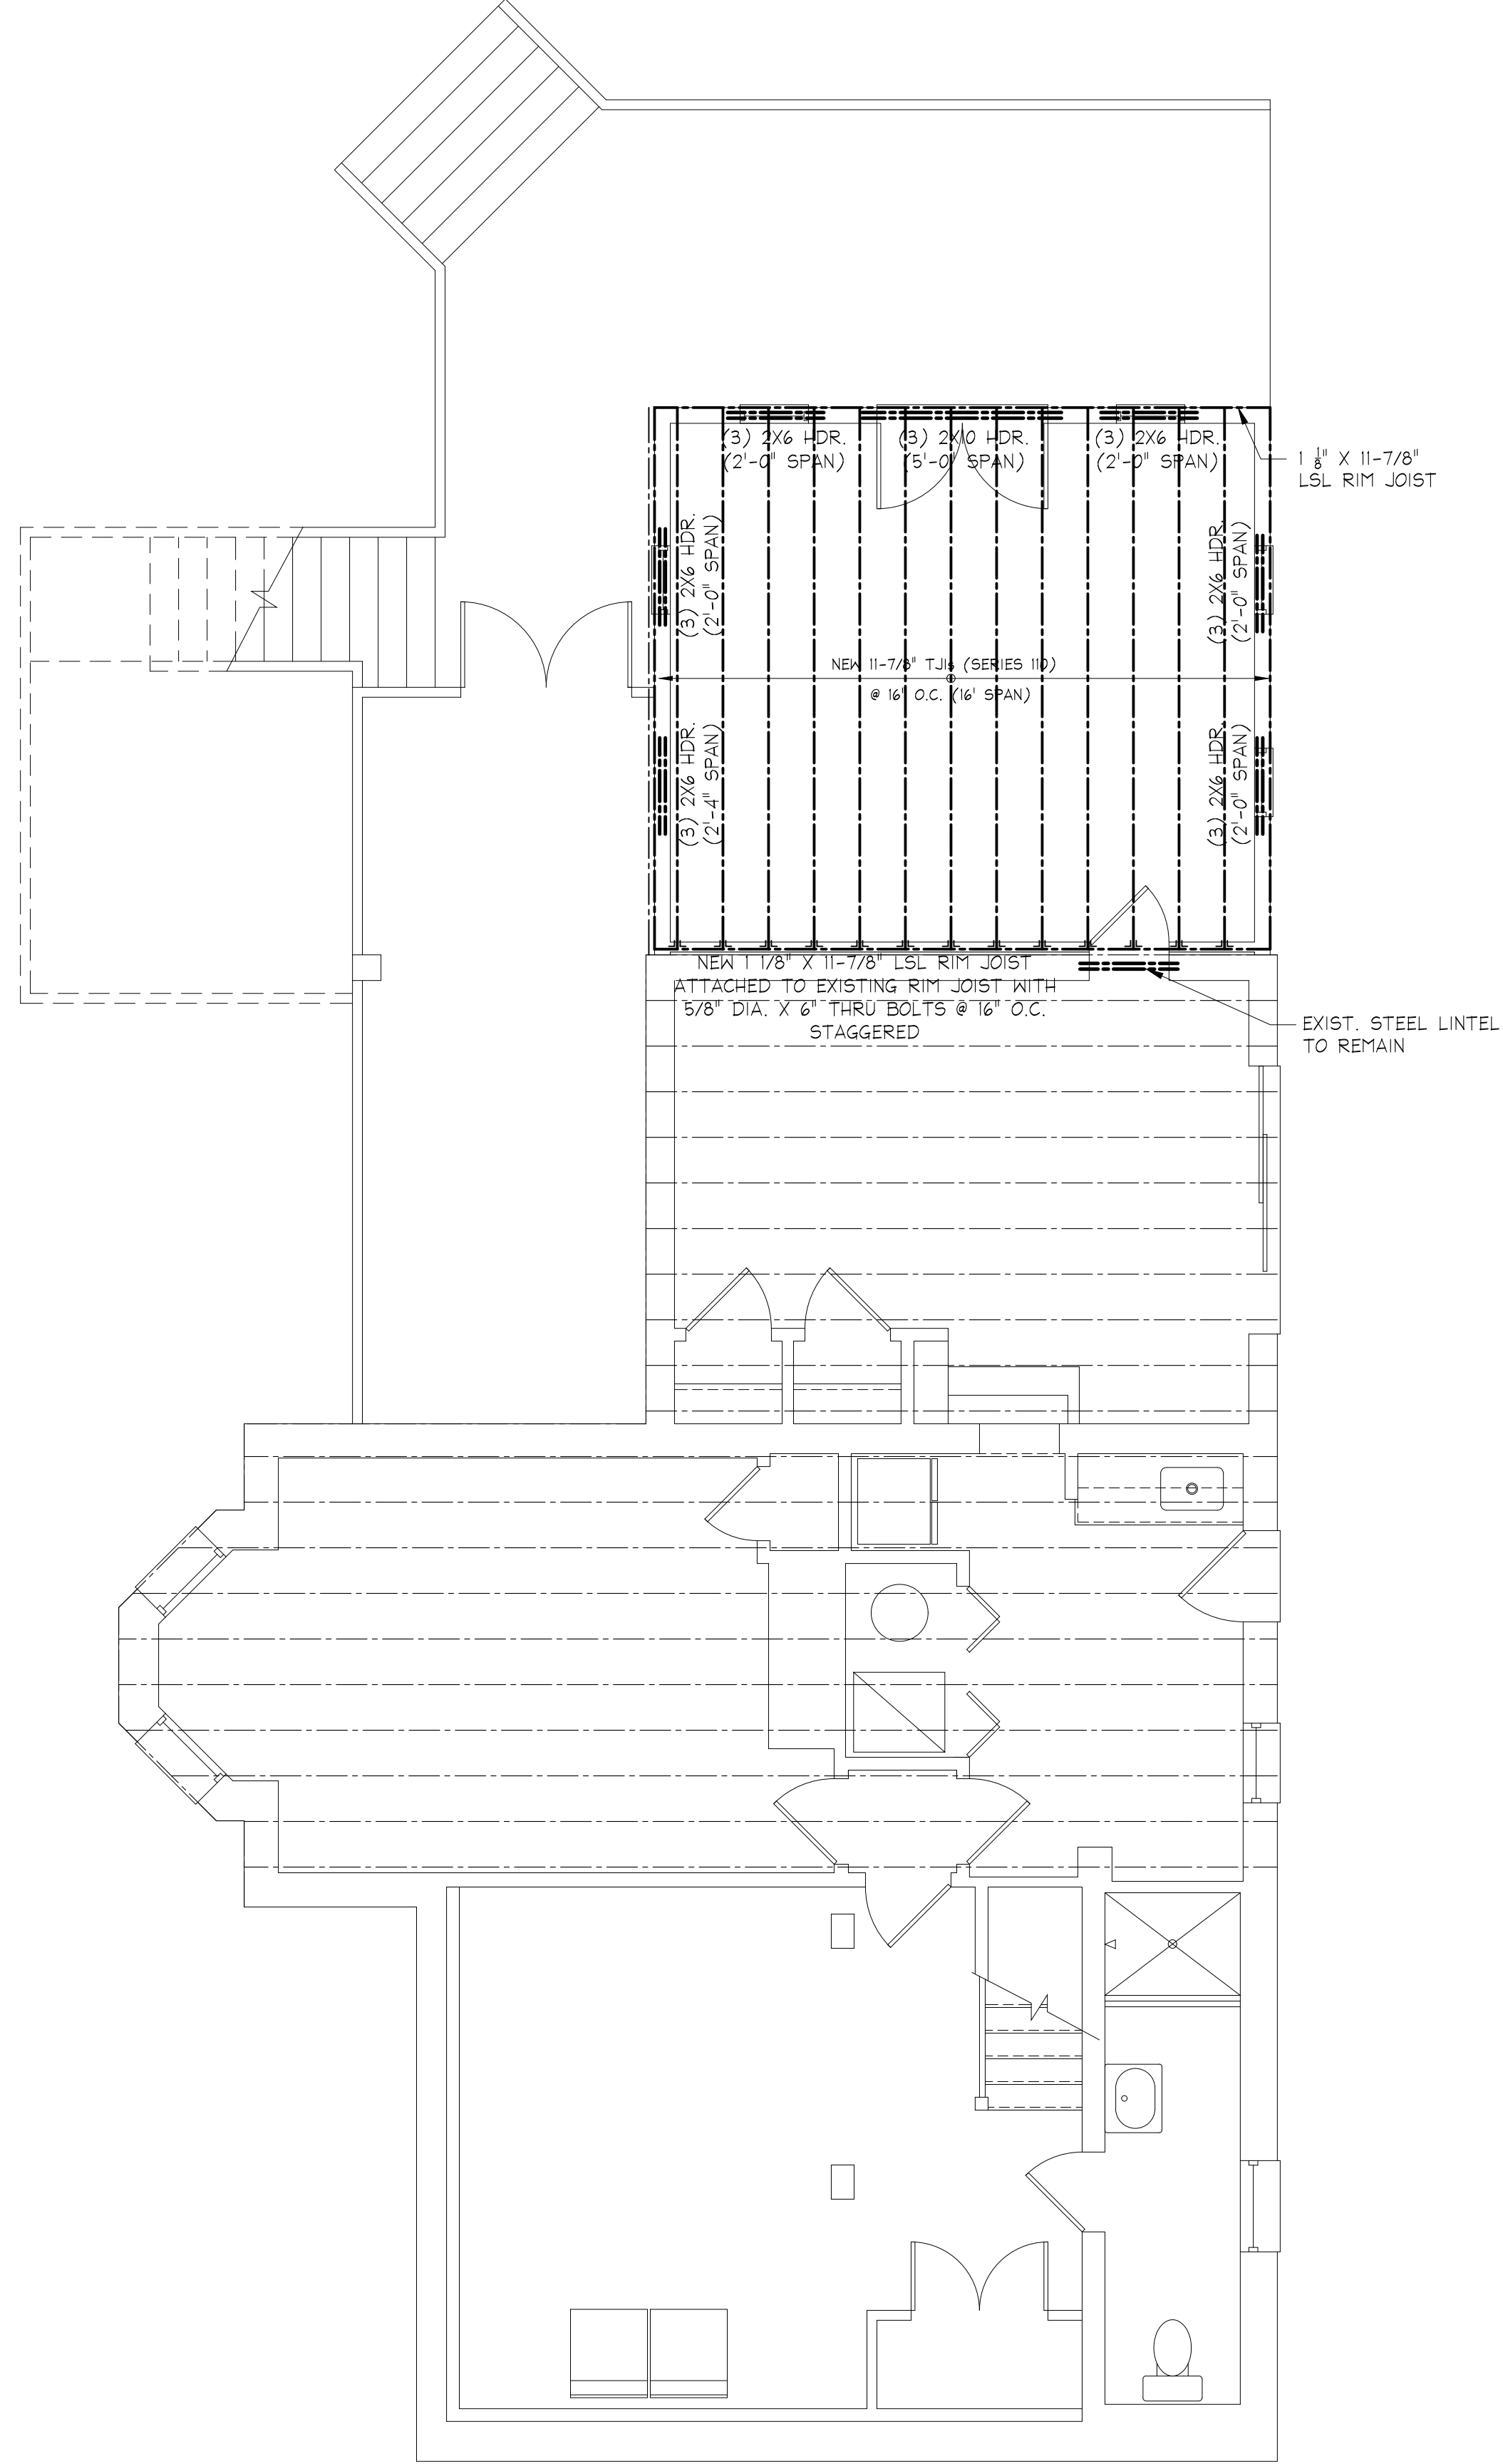 (3) 2X6 HDR.
(2'-0" SPAN)
(3) 2X10 HDR.
(5'-0" SPAN)
(3) 2X6 HDR.
(2'-0" SPAN)
1 1/8" X 11-7/8"
LSL RIM JOIST
(3) 2X6 HDR.
(2'-0" SPAN)
(3) 2X6 HDR.
(2'-0" SPAN)
NEW 11-7/8" TJIs (SERIES 110)
@ 16" O.C. (16' SPAN)
(3) 2X6 HDR.
(2'-4" SPAN)
(3) 2X6 HDR.
(2'-0" SPAN)
NEW 1 1/8" X 11-7/8" LSL RIM JOIST
ATTACHED TO EXISTING RIM JOIST WITH
5/8" DIA. X 6" THRU BOLTS @ 16" O.C.
STAGGERED
EXIST. STEEL LINTEL
TO REMAIN